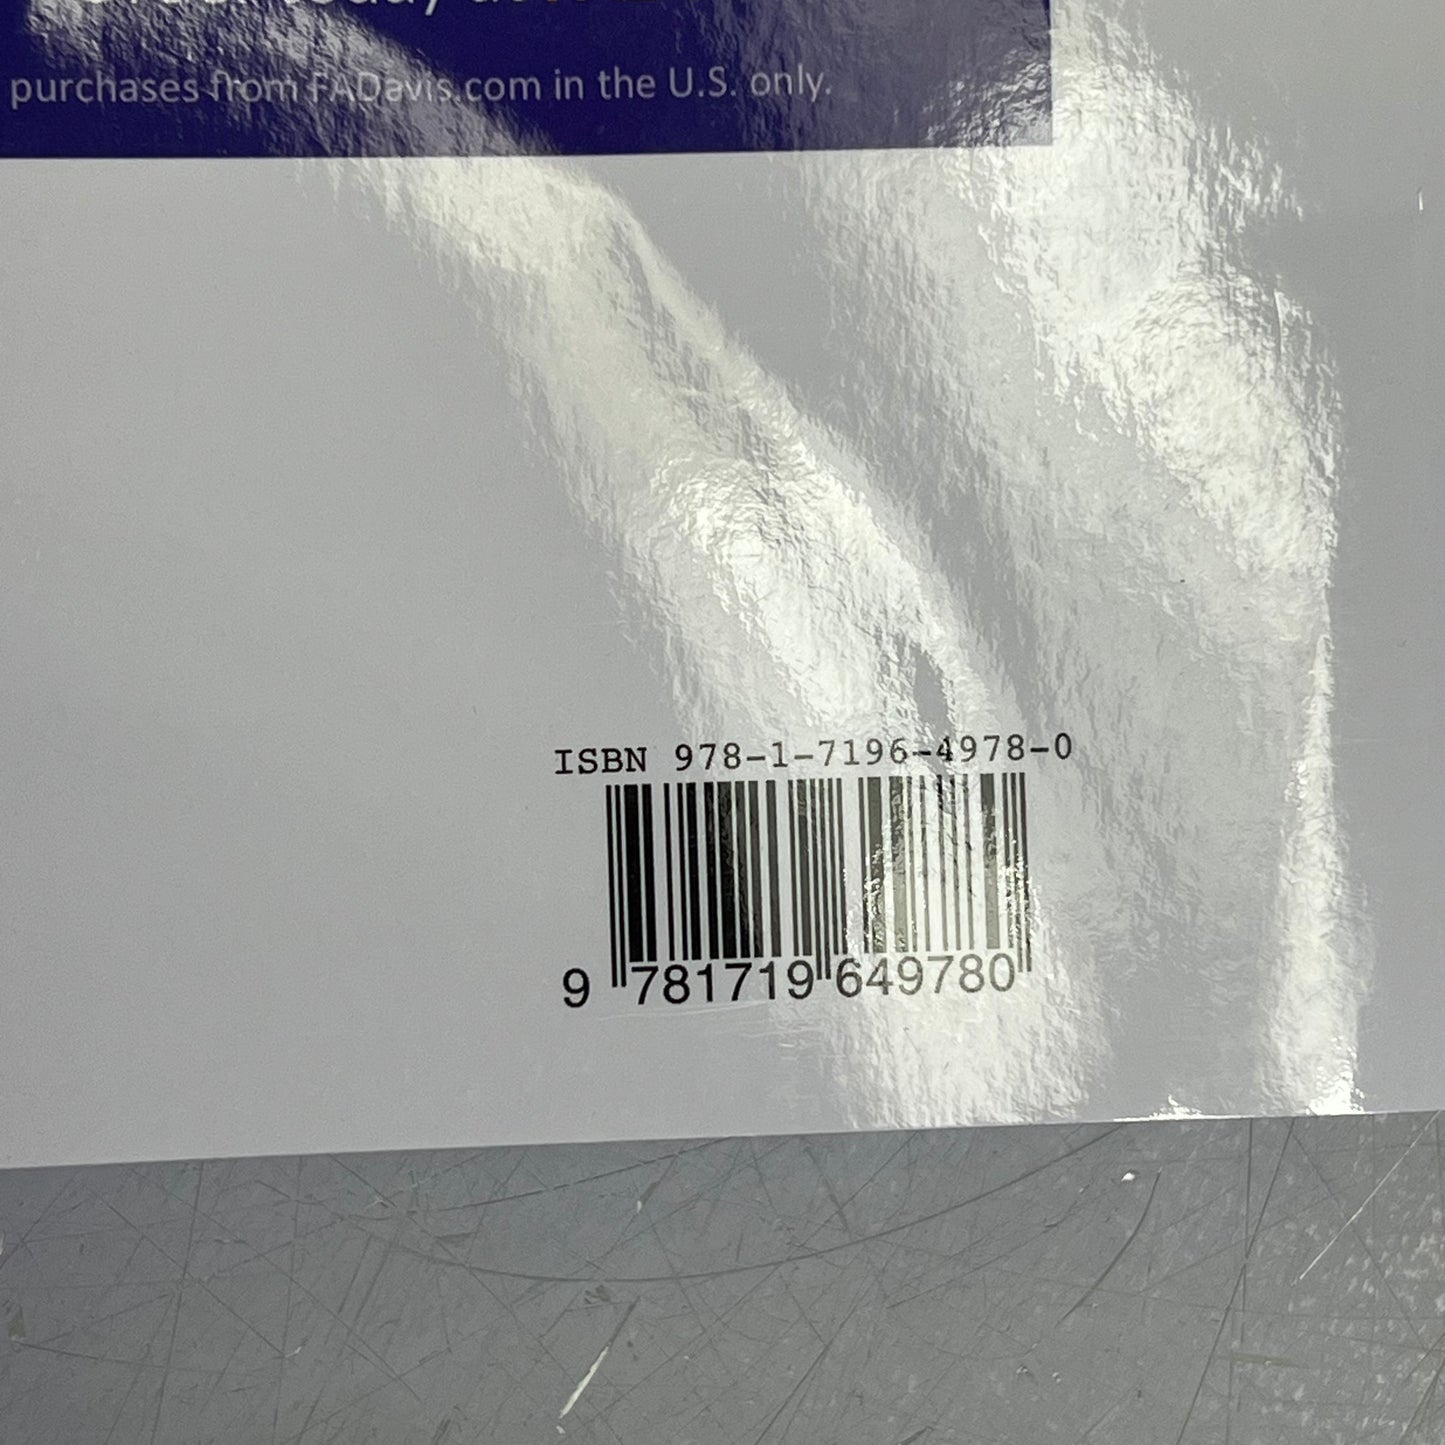 purchases from FADavis.com in the U.S. only.
ISBN 978-1-7196-4978-0
9 781719 649780